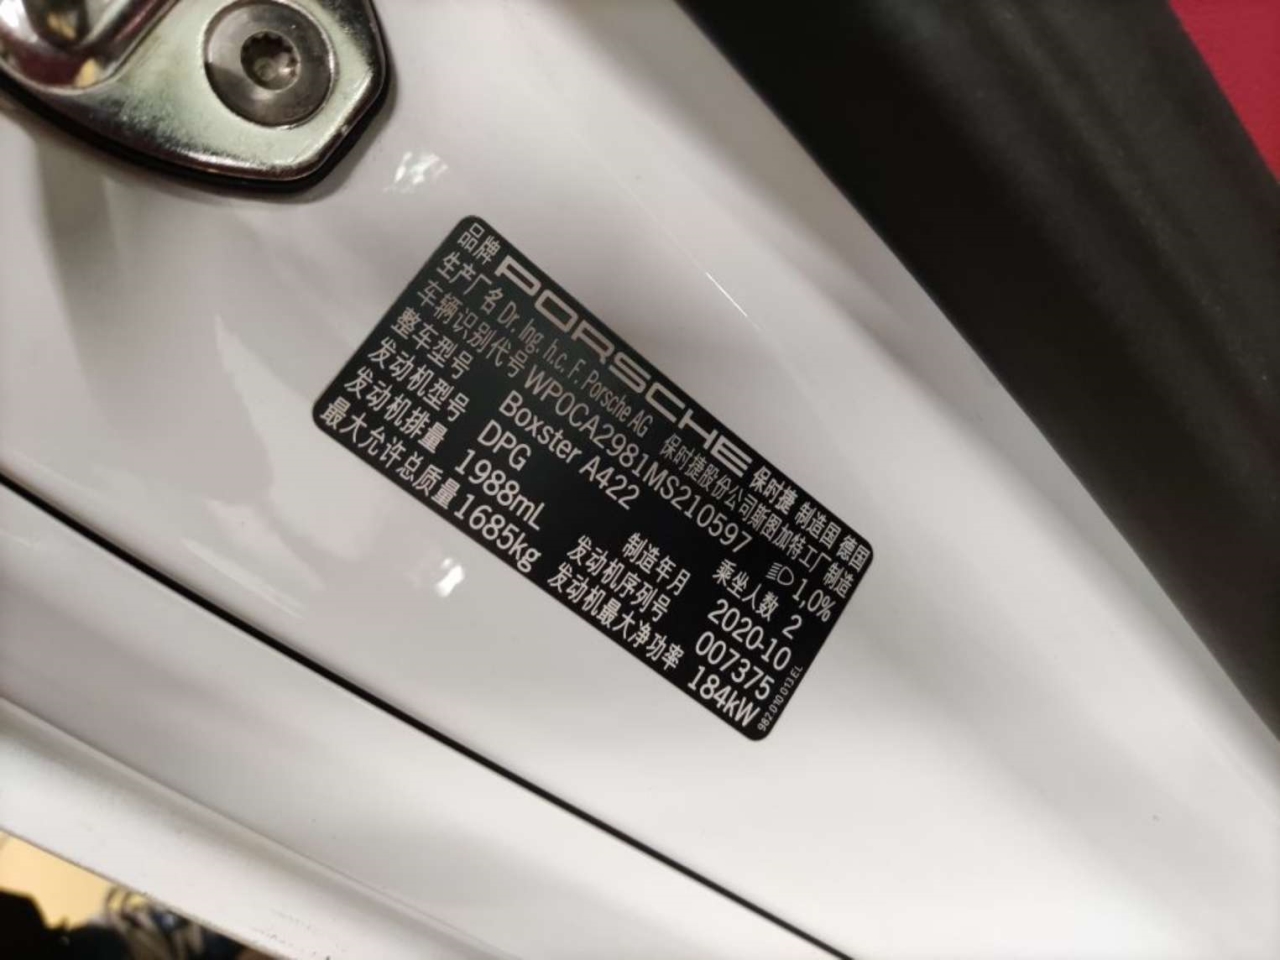 品牌 PORSCHE 保时捷 制造国 德国
生产厂名 Dr. Ing. h.c. F. Porsche AG 保时捷股份公司斯图加特工厂制造
车辆识别代号 WP0CA2981MS210597 1,0%
整车型号 Boxster A422 乘坐人数 2
发动机型号 DPG 制造年月 2020-10
发动机排量 1988mL 发动机序列号 007375
最大允许总质量 1685kg 发动机最大净功率 184kW
982.010.013.EL